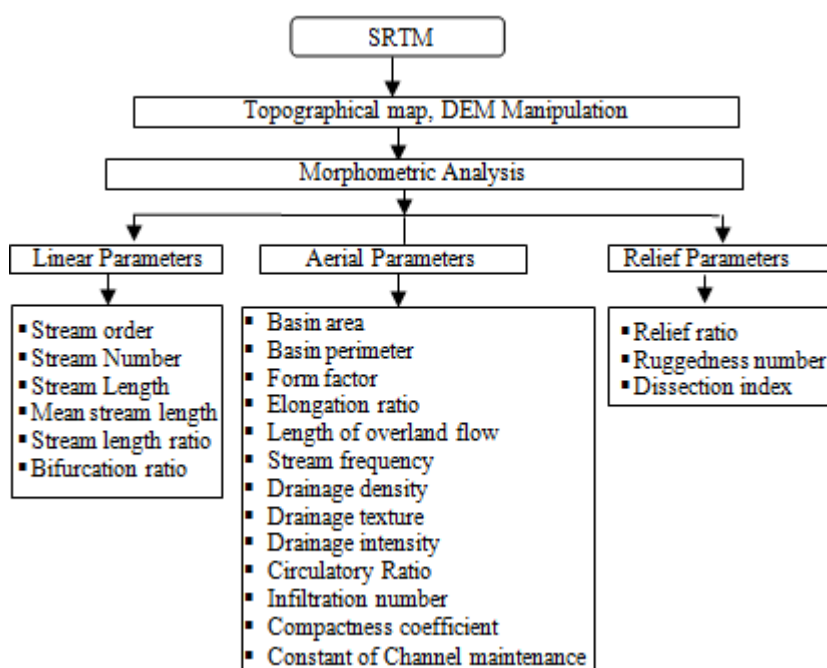 SRTM
Topographical map, DEM Manipulation
Morphometric Analysis
Linear Parameters
▪ Stream order
▪ Stream Number
▪ Stream Length
▪ Mean stream length
▪ Stream length ratio
▪ Bifurcation ratio
Aerial Parameters
▪ Basin area
▪ Basin perimeter
▪ Form factor
▪ Elongation ratio
▪ Length of overland flow
▪ Stream frequency
▪ Drainage density
▪ Drainage texture
▪ Drainage intensity
▪ Circulatory Ratio
▪ Infiltration number
▪ Compactness coefficient
▪ Constant of Channel maintenance
Relief Parameters
▪ Relief ratio
▪ Ruggedness number
▪ Dissection index